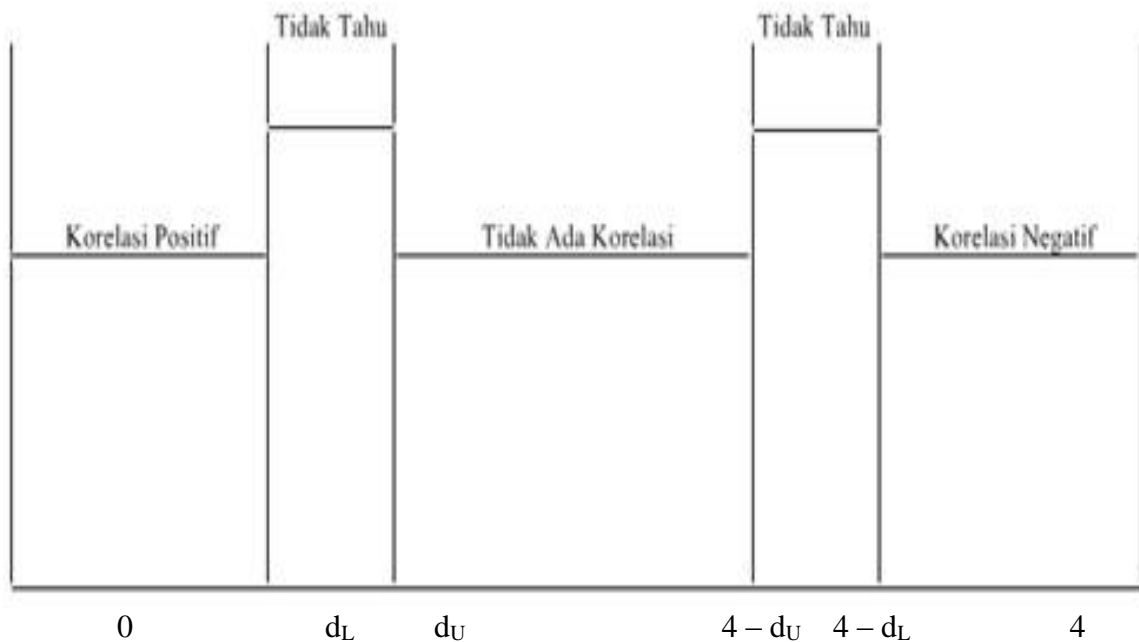 Tidak Tahu Tidak Tahu
Korelasi Positif Tidak Ada Korelasi Korelasi Negatif
0 dL dU 4 – dU 4 – dL 4